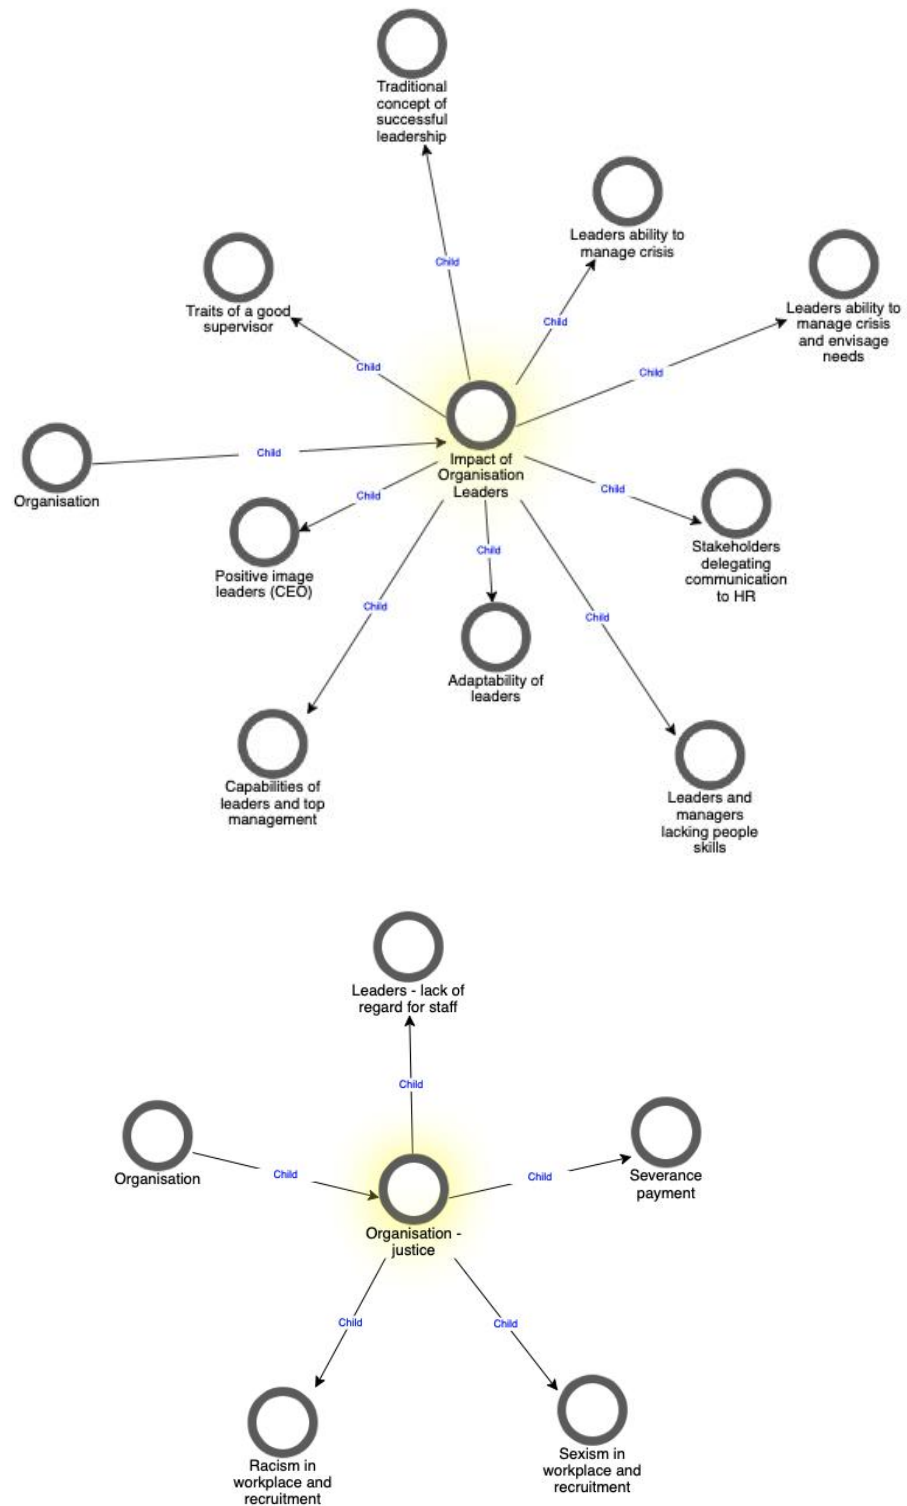 Traditional
concept of
successful
leadership
Leaders ability to
manage crisis
Child
Traits of a good
supervisor
Leaders ability to
manage crisis
and envisage
needs
Child
Child
Child
Child
Impact of
Organisation
Leaders
Organisation
Child
Child
Child
Stakeholders
delegating
communication
to HR
Positive image
leaders (CEO)
Child
Child
Child
Adaptability of
leaders
Capabilities of
leaders and top
management
Leaders and
managers
lacking people
skills
Leaders - lack of
regard for staff
Child
Organisation
Child
Child
Severance
payment
Organisation -
justice
Child
Child
Racism in
workplace and
recruitment
Sexism in
workplace and
recruitment